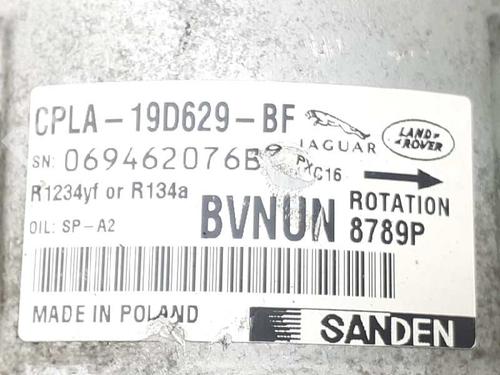 CPLA-19D629-BF
JAGUAR
LAND ROVER
SN: 069462076B
C16
R1234yf or R134a
OIL: SP-A2
BVNUN
ROTATION
8789P
MADE IN POLAND
SANDEN